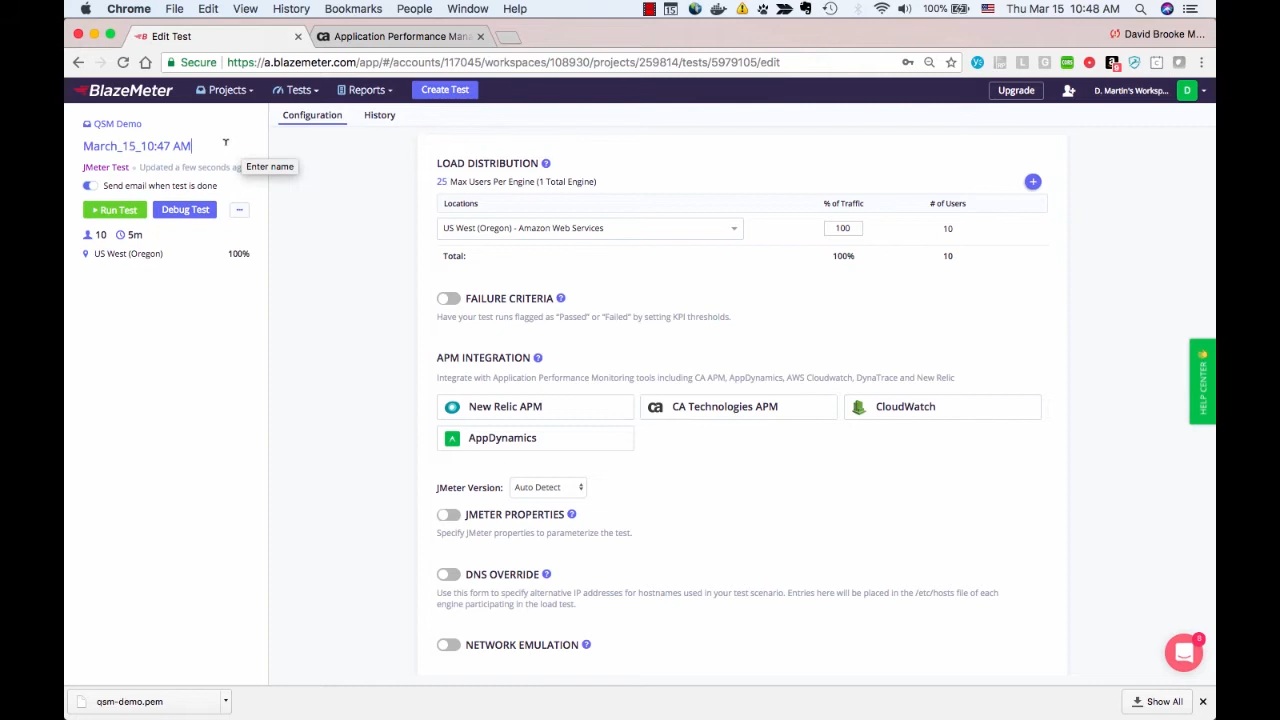 Chrome File Edit View History Bookmarks People Window Help 15 100% Thu Mar 15 10:48 AM
Edit Test
Application Performance Mana
David Brooke M...
Secure https://a.blazemeter.com/app/#/accounts/117045/workspaces/108930/projects/259814/tests/5979105/edit
BlazeMeter Projects Tests Reports Create Test Upgrade D. Martin's Worksp... D
QSM Demo
March_15_10:47 AM
JMeter Test Updated a few seconds ag
Enter name
Send email when test is done
Run Test Debug Test ...
10 5m
US West (Oregon) 100%
Configuration History
LOAD DISTRIBUTION ?
25 Max Users Per Engine (1 Total Engine) +
Locations % of Traffic # of Users
US West (Oregon) - Amazon Web Services 100 10
Total: 100% 10
FAILURE CRITERIA ?
Have your test runs flagged as "Passed" or "Failed" by setting KPI thresholds.
APM INTEGRATION ?
Integrate with Application Performance Monitoring tools including CA APM, AppDynamics, AWS Cloudwatch, DynaTrace and New Relic
New Relic APM ca CA Technologies APM CloudWatch
AppDynamics
JMeter Version: Auto Detect
JMETER PROPERTIES ?
Specify JMeter properties to parameterize the test.
DNS OVERRIDE ?
Use this form to specify alternative IP addresses for hostnames used in your test scenario. Entries here will be placed in the /etc/hosts file of each
engine participating in the load test.
NETWORK EMULATION ?
HELP CENTER
8
qsm-demo.pem
Show All